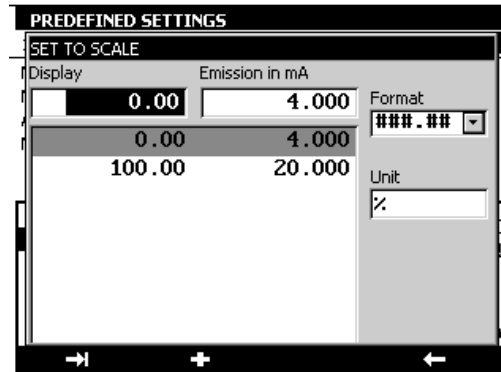 PREDEFINED SETTINGS
SET TO SCALE
Display Emission in mA
0.00 4.000
Format
###.##
0.00 4.000
100.00 20.000
Unit
%